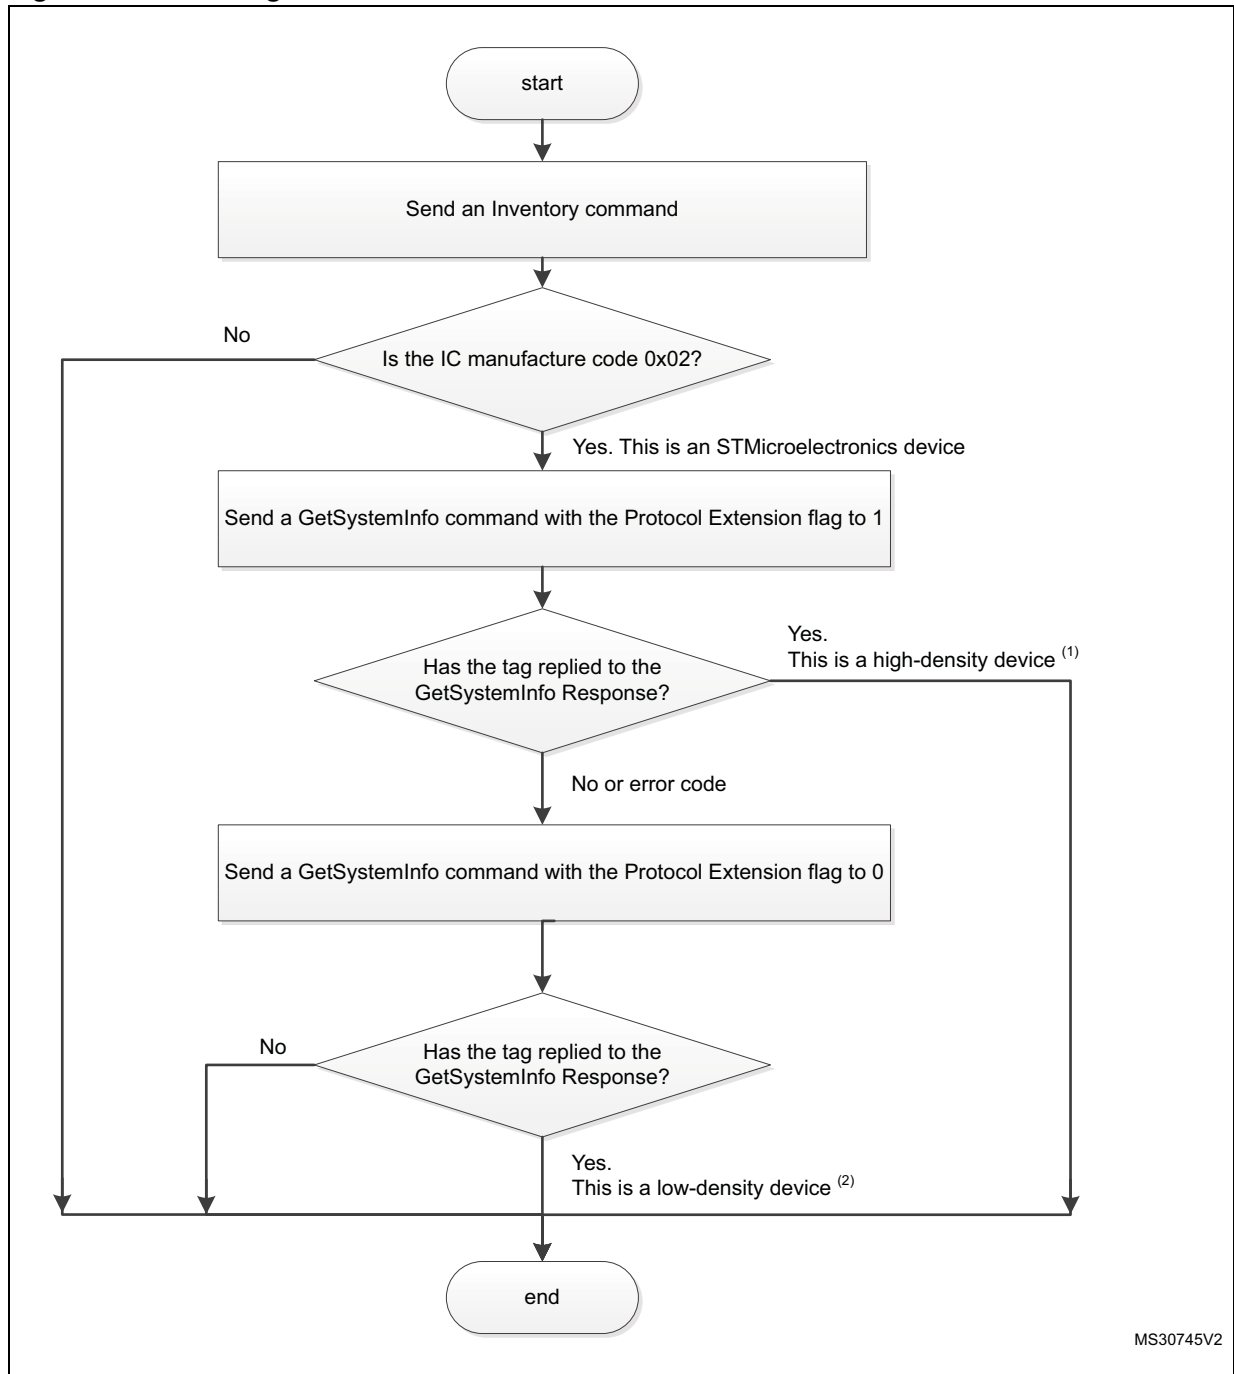 start
Send an Inventory command
No
Is the IC manufacture code 0x02?
Yes. This is an STMicroelectronics device
Send a GetSystemInfo command with the Protocol Extension flag to 1
Yes.
This is a high-density device (1)
Has the tag replied to the
GetSystemInfo Response?
No or error code
Send a GetSystemInfo command with the Protocol Extension flag to 0
No
Has the tag replied to the
GetSystemInfo Response?
Yes.
This is a low-density device (2)
end
MS30745V2